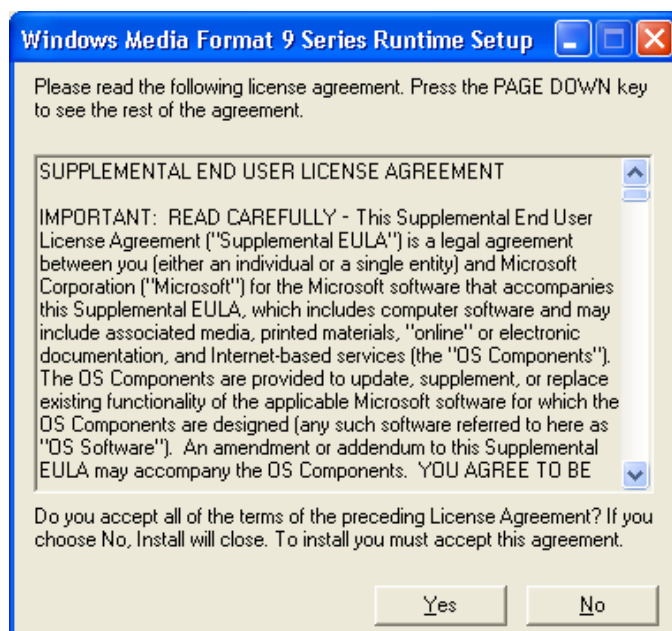 Windows Media Format 9 Series Runtime Setup
Please read the following license agreement. Press the PAGE DOWN key
to see the rest of the agreement.
SUPPLEMENTAL END USER LICENSE AGREEMENT
IMPORTANT:  READ CAREFULLY - This Supplemental End User
License Agreement ("Supplemental EULA") is a legal agreement
between you (either an individual or a single entity) and Microsoft
Corporation ("Microsoft") for the Microsoft software that accompanies
this Supplemental EULA, which includes computer software and may
include associated media, printed materials, "online" or electronic
documentation, and Internet-based services (the "OS Components").
The OS Components are provided to update, supplement, or replace
existing functionality of the applicable Microsoft software for which the
OS Components are designed (any such software referred to here as
"OS Software").  An amendment or addendum to this Supplemental
EULA may accompany the OS Components.  YOU AGREE TO BE
Do you accept all of the terms of the preceding License Agreement? If you
choose No, Install will close. To install you must accept this agreement.
Yes
No